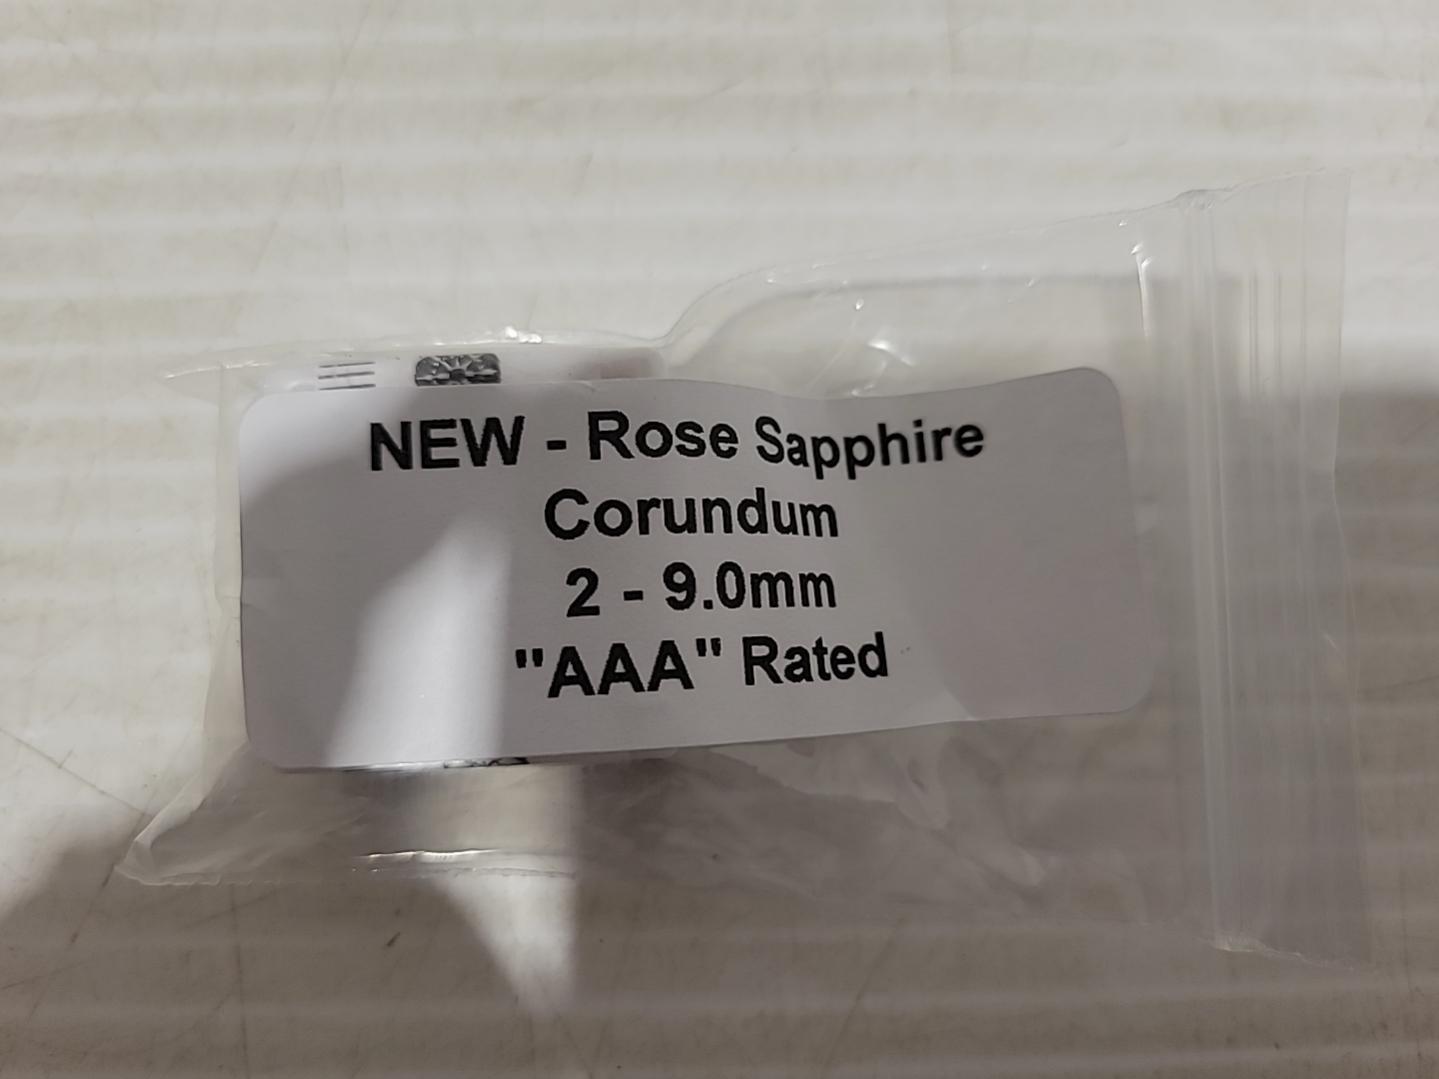 NEW - Rose Sapphire
Corundum
2 - 9.0mm
"AAA" Rated